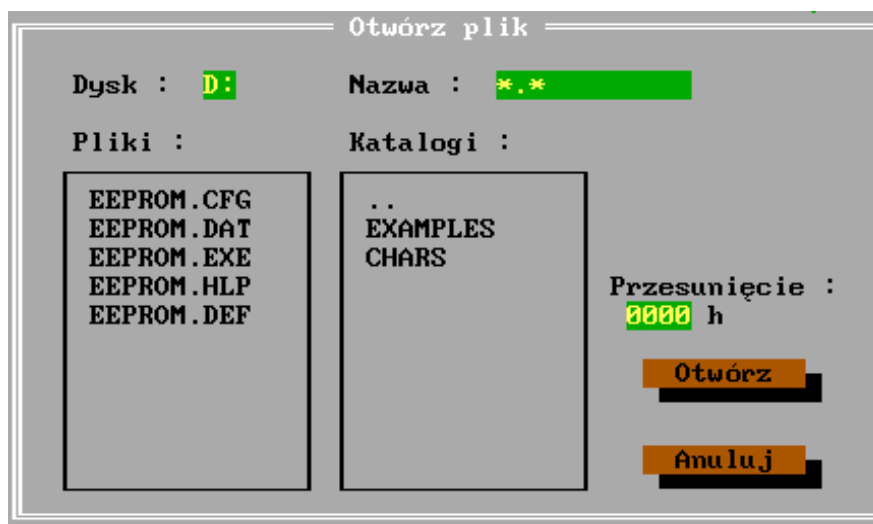 Otwórz plik
Dysk : D: Nazwa : *.*
Pliki : Katalogi :
EEPROM.CFG ..
EEPROM.DAT EXAMPLES
EEPROM.EXE CHARS
EEPROM.HLP Przesunięcie :
EEPROM.DEF 0000 h
Otwórz
Anuluj